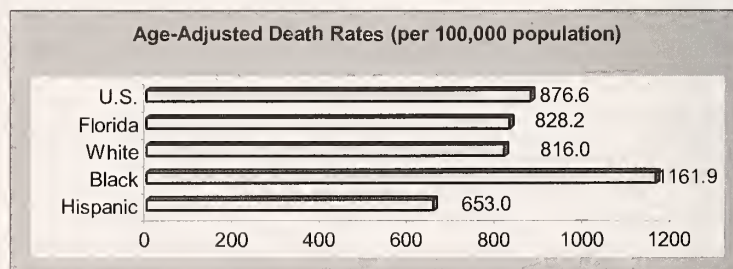 Age-Adjusted Death Rates (per 100,000 population)
U.S. 876.6
Florida 828.2
White 816.0
Black 1161.9
Hispanic 653.0
0 200 400 600 800 1000 1200